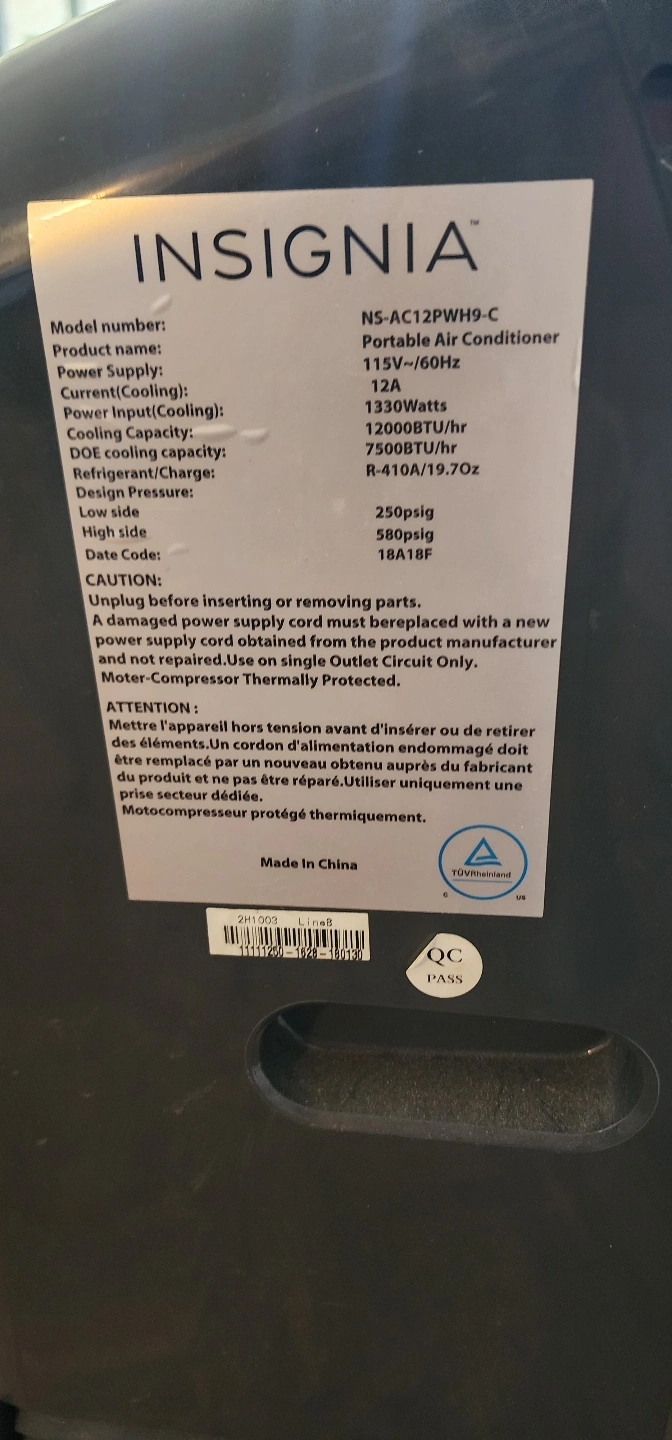 INSIGNIA™
Model number: NS-AC12PWH9-C
Product name: Portable Air Conditioner
Power Supply: 115V~/60Hz
Current(Cooling): 12A
Power Input(Cooling): 1330Watts
Cooling Capacity: 12000BTU/hr
DOE cooling capacity: 7500BTU/hr
Refrigerant/Charge: R-410A/19.7Oz
Design Pressure:
Low side 250psig
High side 580psig
Date Code: 18A18F
CAUTION:
Unplug before inserting or removing parts.
A damaged power supply cord must bereplaced with a new
power supply cord obtained from the product manufacturer
and not repaired.Use on single Outlet Circuit Only.
Moter-Compressor Thermally Protected.
ATTENTION :
Mettre l'appareil hors tension avant d'insérer ou de retirer
des éléments.Un cordon d'alimentation endommagé doit
être remplacé par un nouveau obtenu auprès du fabricant
du produit et ne pas être réparé.Utiliser uniquement une
prise secteur dédiée.
Motocompresseur protégé thermiquement.
Made In China
TÜVRheinland
C US
2H1003 Line8
11111250-1828-180130
QC
PASS